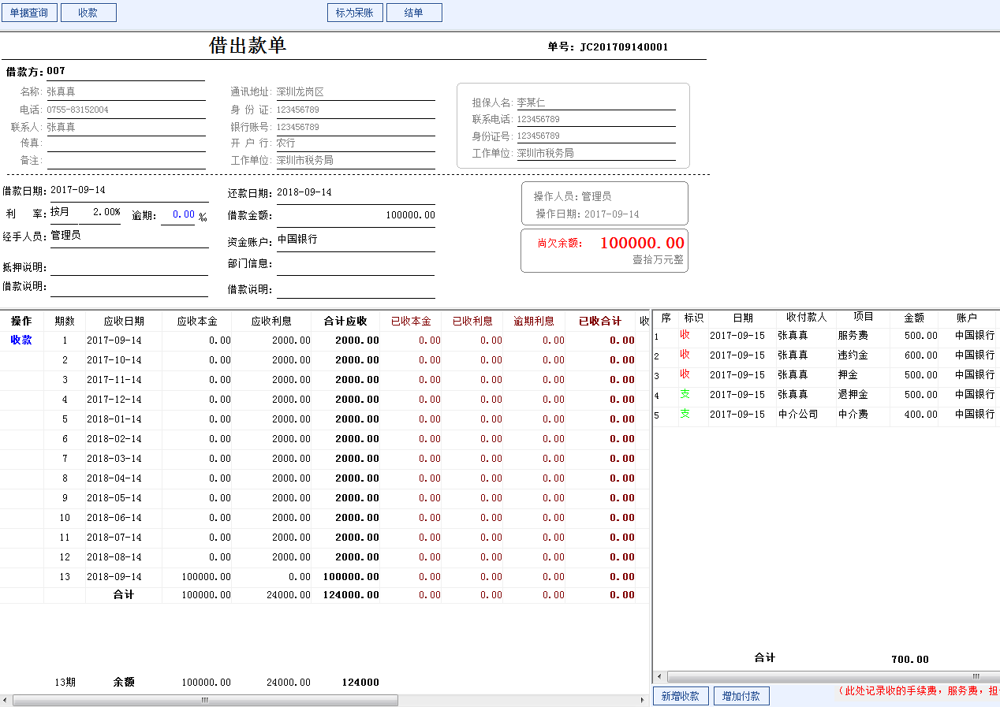 单据查询 收款 标为呆账 结单
借出款单 单号: JC201709140001
借款方: 007
名称: 张真真 通讯地址: 深圳龙岗区
电话: 0755-83152004 身 份 证: 123456789
联系人: 张真真 银行账号: 123456789
传真: 开 户 行: 农行
备注: 工作单位: 深圳市税务局
担保人名: 李某仁
联系电话: 123456789
身份证号: 123456789
工作单位: 深圳市税务局
借款日期: 2017-09-14 还款日期: 2018-09-14
利 率: 按月 2.00% 逾期: 0.00 ‰ 借款金额: 100000.00
经手人员: 管理员 资金账户: 中国银行
抵押说明: 部门信息:
借款说明: 借款说明:
操作人员: 管理员
操作日期: 2017-09-14
尚欠余额: 100000.00
壹拾万元整
操作 期数 应收日期 应收本金 应收利息 合计应收 已收本金 已收利息 逾期利息 已收合计 收
收款 1 2017-09-14 0.00 2000.00 2000.00 0.00 0.00 0.00 0.00
2 2017-10-14 0.00 2000.00 2000.00 0.00 0.00 0.00 0.00
3 2017-11-14 0.00 2000.00 2000.00 0.00 0.00 0.00 0.00
4 2017-12-14 0.00 2000.00 2000.00 0.00 0.00 0.00 0.00
5 2018-01-14 0.00 2000.00 2000.00 0.00 0.00 0.00 0.00
6 2018-02-14 0.00 2000.00 2000.00 0.00 0.00 0.00 0.00
7 2018-03-14 0.00 2000.00 2000.00 0.00 0.00 0.00 0.00
8 2018-04-14 0.00 2000.00 2000.00 0.00 0.00 0.00 0.00
9 2018-05-14 0.00 2000.00 2000.00 0.00 0.00 0.00 0.00
10 2018-06-14 0.00 2000.00 2000.00 0.00 0.00 0.00 0.00
11 2018-07-14 0.00 2000.00 2000.00 0.00 0.00 0.00 0.00
12 2018-08-14 0.00 2000.00 2000.00 0.00 0.00 0.00 0.00
13 2018-09-14 100000.00 0.00 100000.00 0.00 0.00 0.00 0.00
合计 100000.00 24000.00 124000.00 0.00 0.00 0.00 0.00
13期 余额 100000.00 24000.00 124000
序 标识 日期 收付款人 项目 金额 账户
1 收 2017-09-15 张真真 服务费 500.00 中国银行
2 收 2017-09-15 张真真 违约金 600.00 中国银行
3 收 2017-09-15 张真真 押金 500.00 中国银行
4 支 2017-09-15 张真真 退押金 500.00 中国银行
5 支 2017-09-15 中介公司 中介费 400.00 中国银行
合计 700.00
新增收款 增加付款 (此处记录收的手续费, 服务费, 担